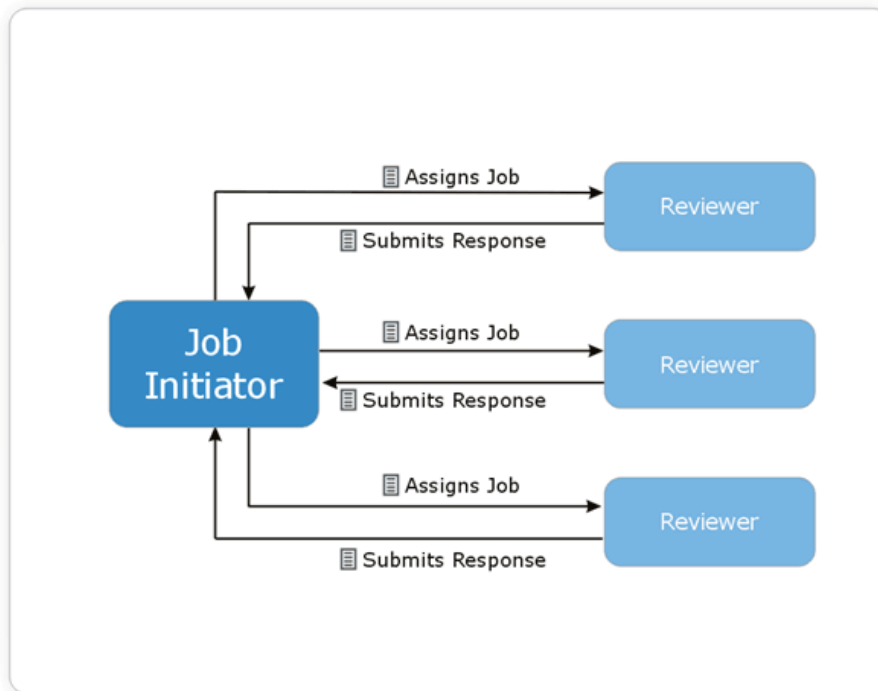 Assigns Job
Reviewer
Submits Response
Job
Initiator
Assigns Job
Reviewer
Submits Response
Assigns Job
Reviewer
Submits Response